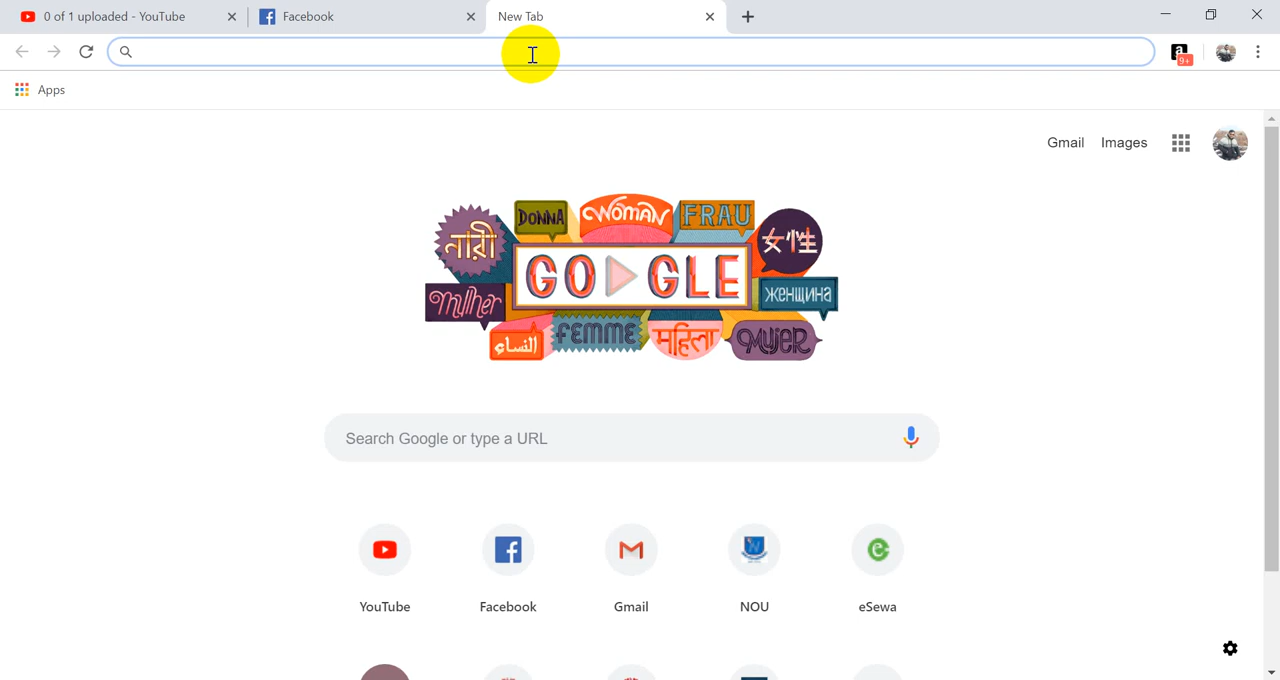 0 of 1 uploaded - YouTube
Facebook
New Tab
9+
Apps
Gmail
Images
নারী
DONNA
WOMAN
FRAU
女性
GO GLE
Mulher
женщина
النساء
FEMME
महिला
MUJER
Search Google or type a URL
YouTube
Facebook
Gmail
NOU
eSewa